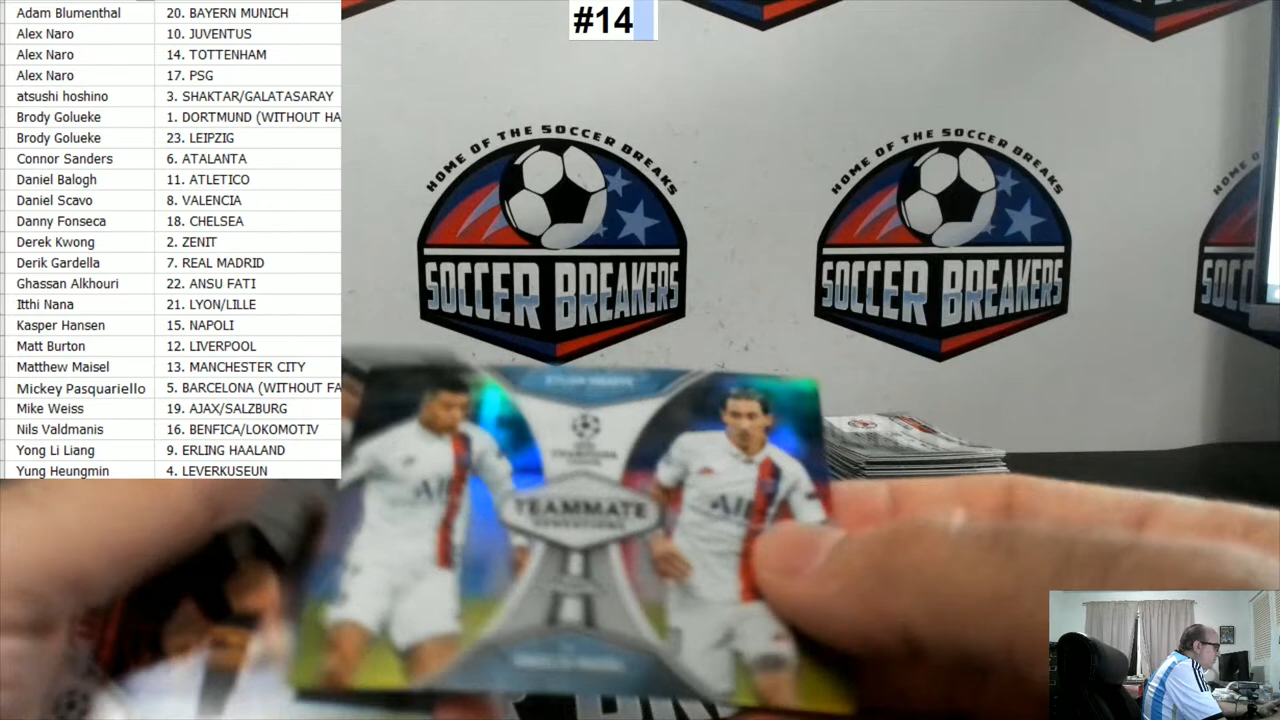 Adam Blumenthal 20. BAYERN MUNICH
Alex Naro 10. JUVENTUS
Alex Naro 14. TOTTENHAM
Alex Naro 17. PSG
atsushi hoshino 3. SHAKTAR/GALATASARAY
Brody Golueke 1. DORTMUND (WITHOUT HA
Brody Golueke 23. LEIPZIG
Connor Sanders 6. ATALANTA
Daniel Balogh 11. ATLETICO
Daniel Scavo 8. VALENCIA
Danny Fonseca 18. CHELSEA
Derek Kwong 2. ZENIT
Derik Gardella 7. REAL MADRID
Ghassan Alkhouri 22. ANSU FATI
Itthi Nana 21. LYON/LILLE
Kasper Hansen 15. NAPOLI
Matt Burton 12. LIVERPOOL
Matthew Maisel 13. MANCHESTER CITY
Mickey Pasquariello 5. BARCELONA (WITHOUT FA
Mike Weiss 19. AJAX/SALZBURG
Nils Valdmanis 16. BENFICA/LOKOMOTIV
Yong Li Liang 9. ERLING HAALAND
Yung Heungmin 4. LEVERKUSEUN
#14
HOME OF THE SOCCER BREAKS
SOCCER BREAKERS
HOME OF THE SOCCER BREAKS
SOCCER BREAKERS
HOME O
SOCC
CHAMPIONS
LEAGUE
TEAMMATE
SENSATIONS